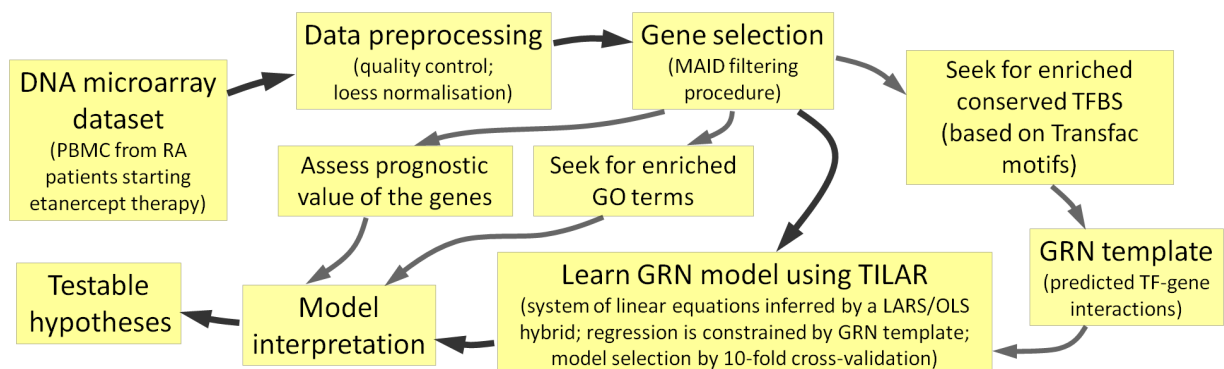 DNA microarray
dataset
(PBMC from RA
patients starting
etanercept therapy)
Data preprocessing
(quality control;
loess normalisation)
Gene selection
(MAID filtering
procedure)
Seek for enriched
conserved TFBS
(based on Transfac
motifs)
Assess prognostic
value of the genes
Seek for enriched
GO terms
GRN template
(predicted TF-gene
interactions)
Learn GRN model using TILAR
(system of linear equations inferred by a LARS/OLS
hybrid; regression is constrained by GRN template;
model selection by 10-fold cross-validation)
Model
interpretation
Testable
hypotheses